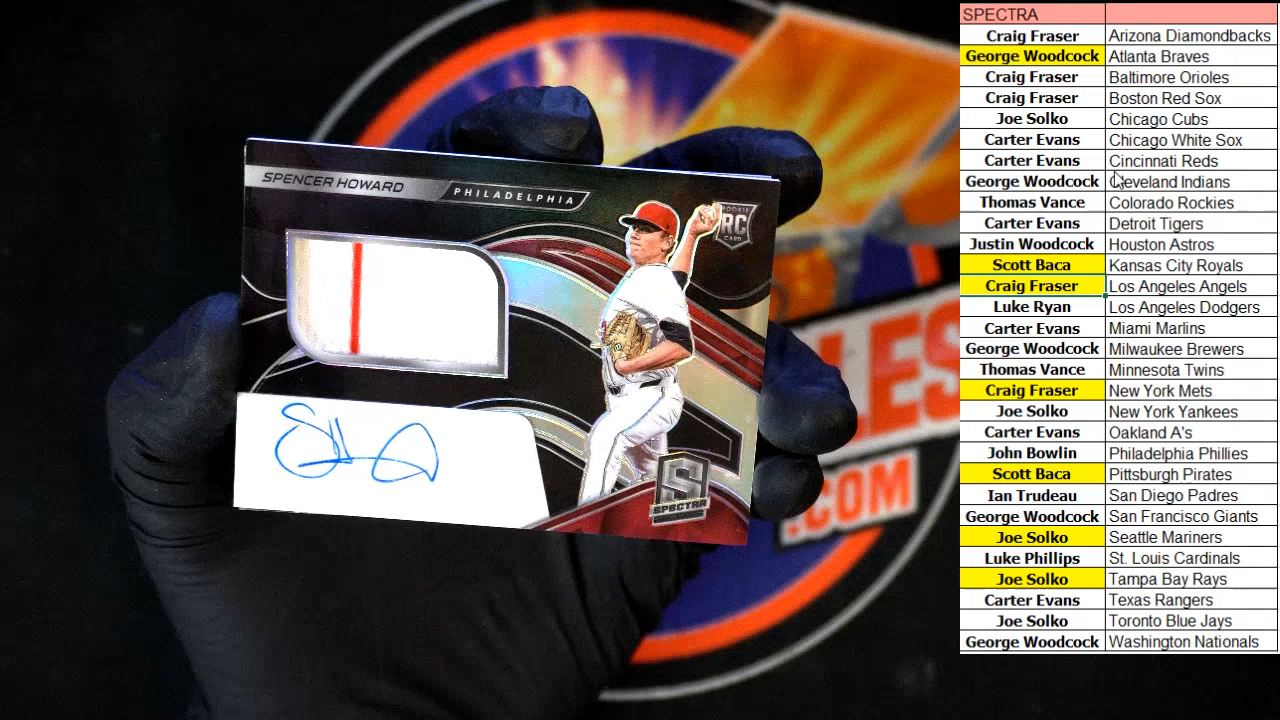 SPENCER HOWARD
PHILADELPHIA
ROOKIE
RC
CARD
S
SPECTRA
LES
.COM
SPECTRA
Craig Fraser Arizona Diamondbacks
George Woodcock Atlanta Braves
Craig Fraser Baltimore Orioles
Craig Fraser Boston Red Sox
Joe Solko Chicago Cubs
Carter Evans Chicago White Sox
Carter Evans Cincinnati Reds
George Woodcock Cleveland Indians
Thomas Vance Colorado Rockies
Carter Evans Detroit Tigers
Justin Woodcock Houston Astros
Scott Baca Kansas City Royals
Craig Fraser Los Angeles Angels
Luke Ryan Los Angeles Dodgers
Carter Evans Miami Marlins
George Woodcock Milwaukee Brewers
Thomas Vance Minnesota Twins
Craig Fraser New York Mets
Joe Solko New York Yankees
Carter Evans Oakland A's
John Bowlin Philadelphia Phillies
Scott Baca Pittsburgh Pirates
Ian Trudeau San Diego Padres
George Woodcock San Francisco Giants
Joe Solko Seattle Mariners
Luke Phillips St. Louis Cardinals
Joe Solko Tampa Bay Rays
Carter Evans Texas Rangers
Joe Solko Toronto Blue Jays
George Woodcock Washington Nationals